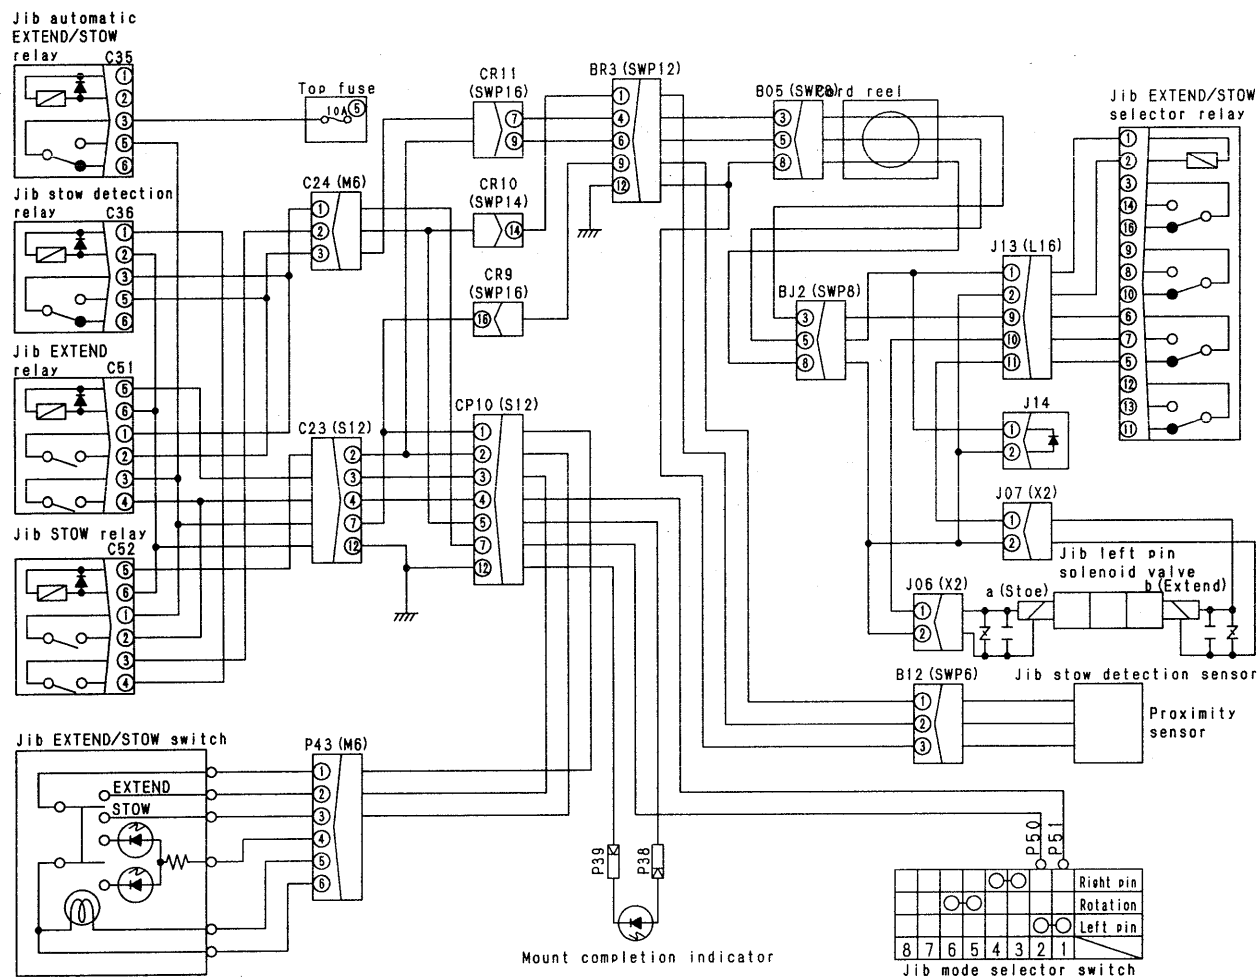 Jib automatic
EXTEND/STOW
relay
C35
1
2
3
5
6
Top fuse
10A
5
CR11
(SWP16)
7
9
BR3 (SWP12)
1
4
6
9
12
B05 (SWP8)
3
5
8
Cord reel
Jib EXTEND/STOW
selector relay
1
2
3
14
16
9
8
10
6
7
5
12
13
11
Jib stow detection
relay
C36
1
2
3
5
6
C24 (M6)
1
2
3
CR10
(SWP14)
14
CR9
(SWP16)
16
BJ2 (SWP8)
3
5
8
J13 (L16)
1
2
9
10
11
Jib EXTEND
relay
C51
5
6
1
2
3
4
C23 (S12)
2
3
4
7
12
CP10 (S12)
1
2
3
4
5
7
12
J14
1
2
J07 (X2)
1
2
Jib STOW relay
C52
5
6
1
2
3
4
Jib left pin
solenoid valve
a (Stoe)
b (Extend)
J06 (X2)
1
2
B12 (SWP6)
1
2
3
Jib stow detection sensor
Proximity
sensor
Jib EXTEND/STOW switch
EXTEND
STOW
P43 (M6)
1
2
3
4
5
6
P39
P38
Mount completion indicator
P50
P51
Right pin
Rotation
Left pin
8 7 6 5 4 3 2 1
Jib mode selector switch